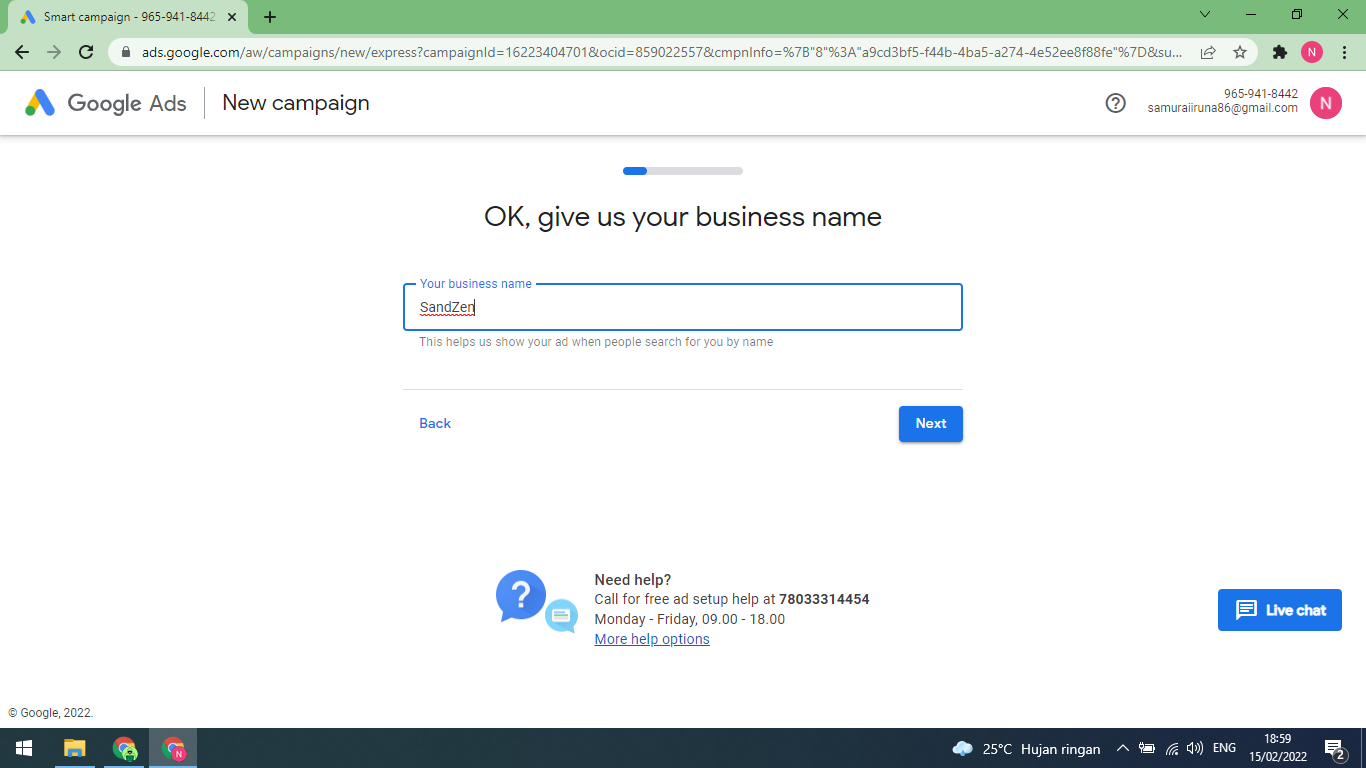 Smart campaign - 965-941-8442
ads.google.com/aw/campaigns/new/express?campaignId=16223404701&ocid=859022557&cmpnInfo=%7B"8"%3A"a9cd3bf5-f44b-4ba5-a274-4e52ee8f88fe"%7D&su...
N
Google Ads
New campaign
965-941-8442
samuraiiruna86@gmail.com
N
OK, give us your business name
Your business name
SandZen
This helps us show your ad when people search for you by name
Back
Next
Need help?
Call for free ad setup help at 78033314454
Monday - Friday, 09.00 - 18.00
More help options
Live chat
© Google, 2022.
N
25°C Hujan ringan
ENG
18:59
15/02/2022
2